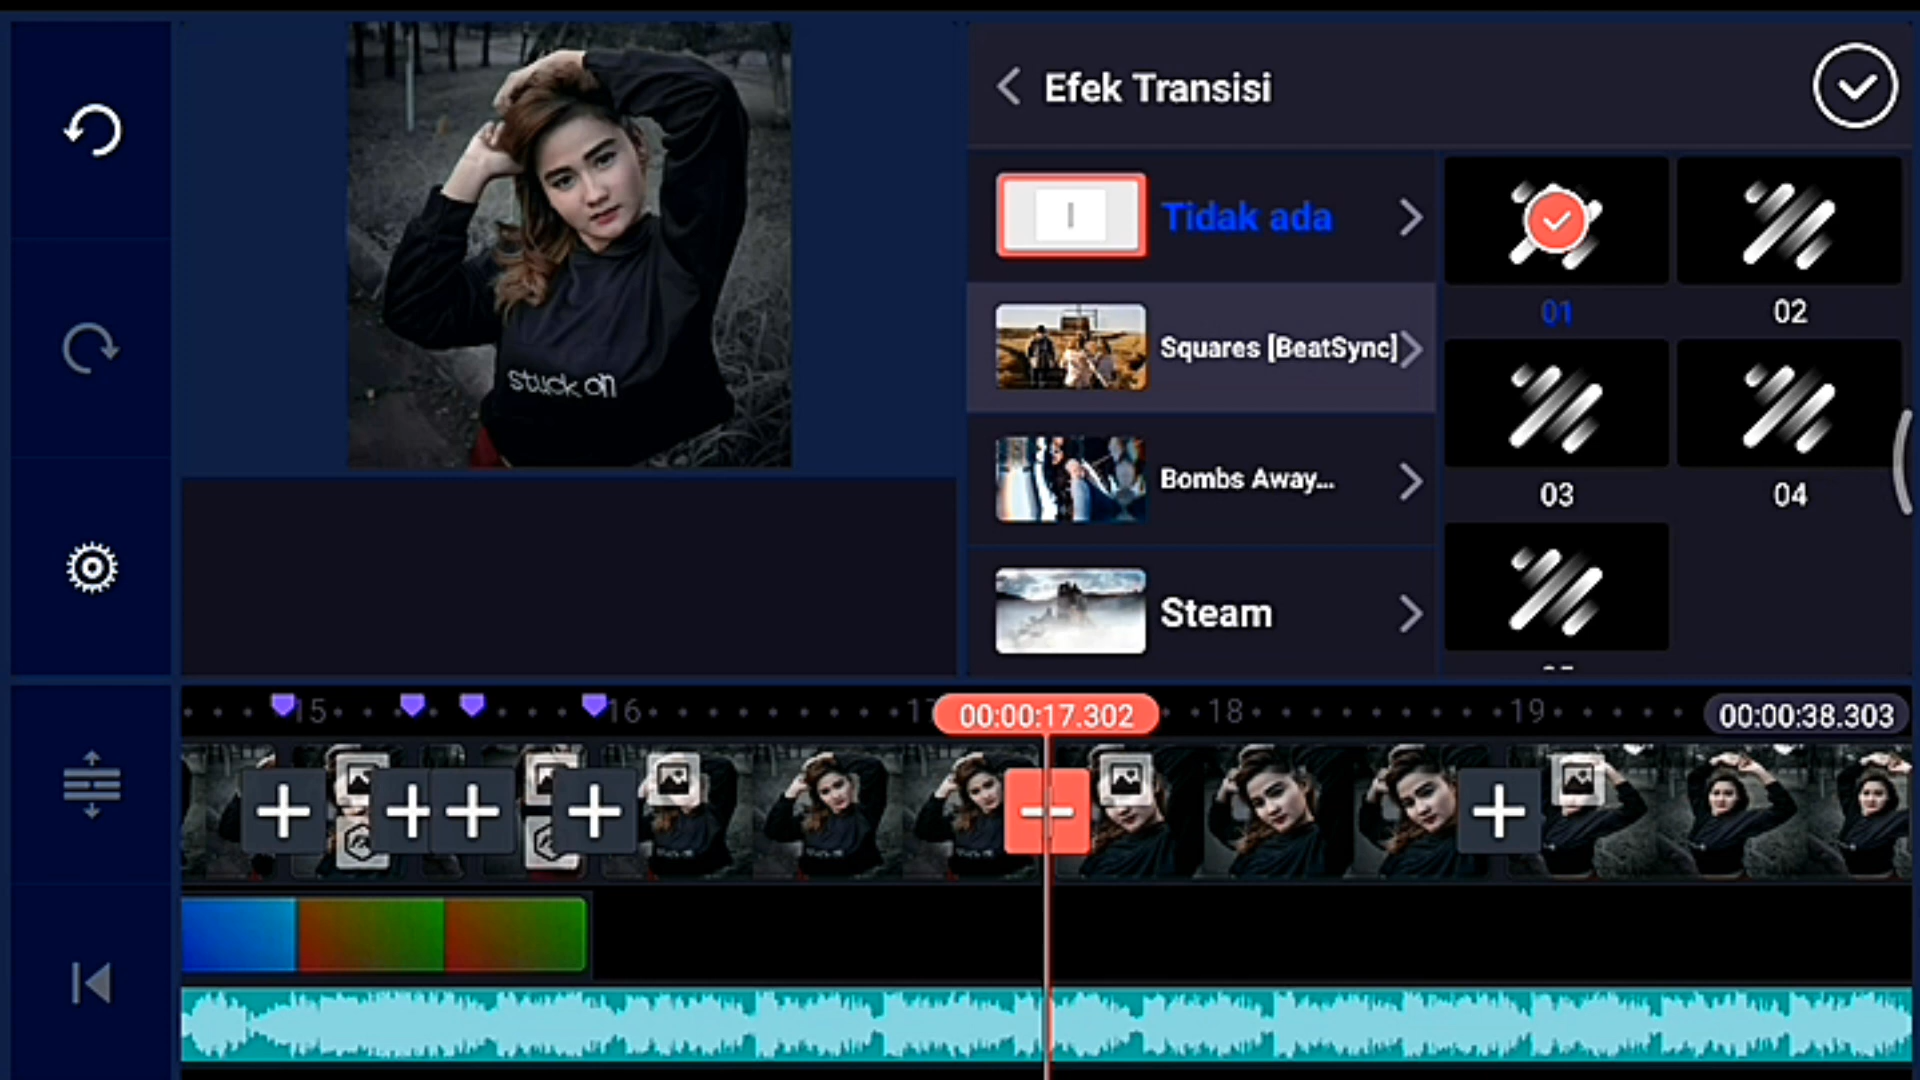 Efek Transisi
Tidak ada
Squares [BeatSync]
Bombs Away...
Steam
01
02
03
04
stuck on
15
16
17
00:00:17.302
18
19
00:00:38.303